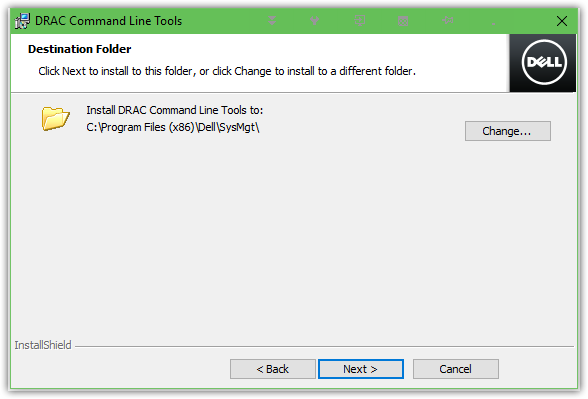 DRAC Command Line Tools
Destination Folder
Click Next to install to this folder, or click Change to install to a different folder.
DELL
Install DRAC Command Line Tools to:
C:\Program Files (x86)\Dell\SysMgt\
Change...
InstallShield
< Back
Next >
Cancel